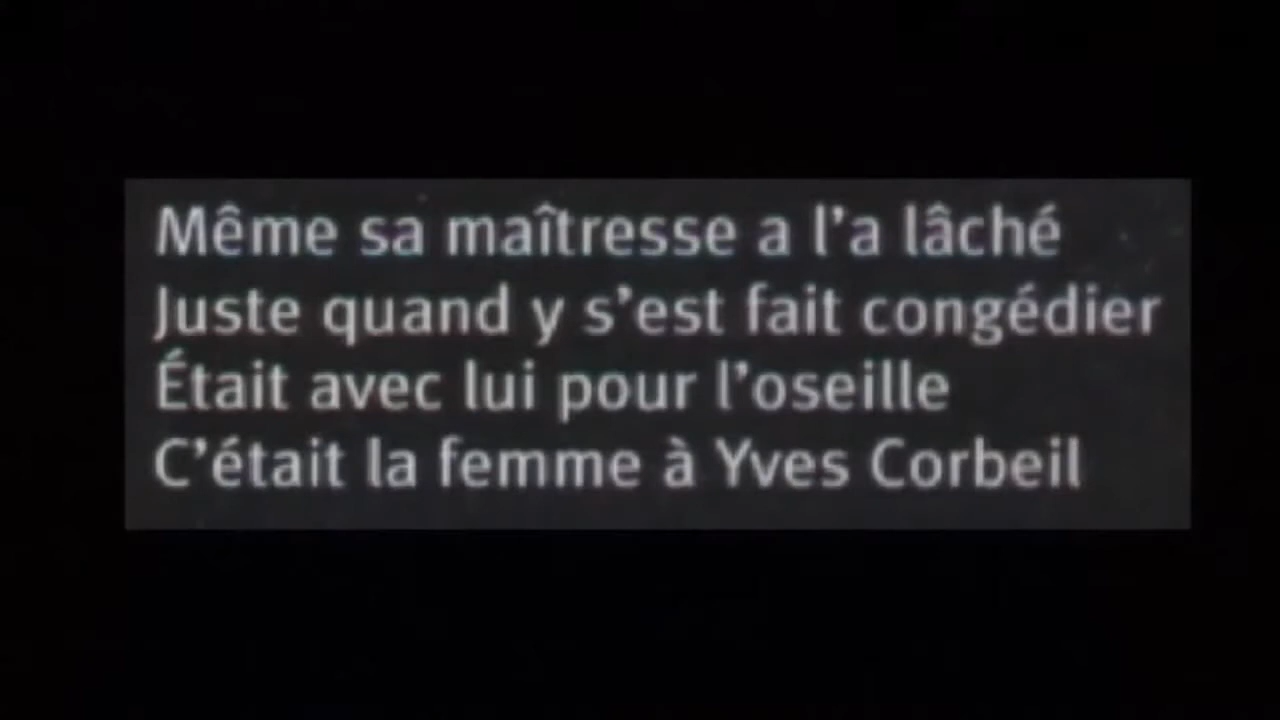 Même sa maîtresse a l'a lâché
Juste quand y s'est fait congédier
Était avec lui pour l'oseille
C'était la femme à Yves Corbeil